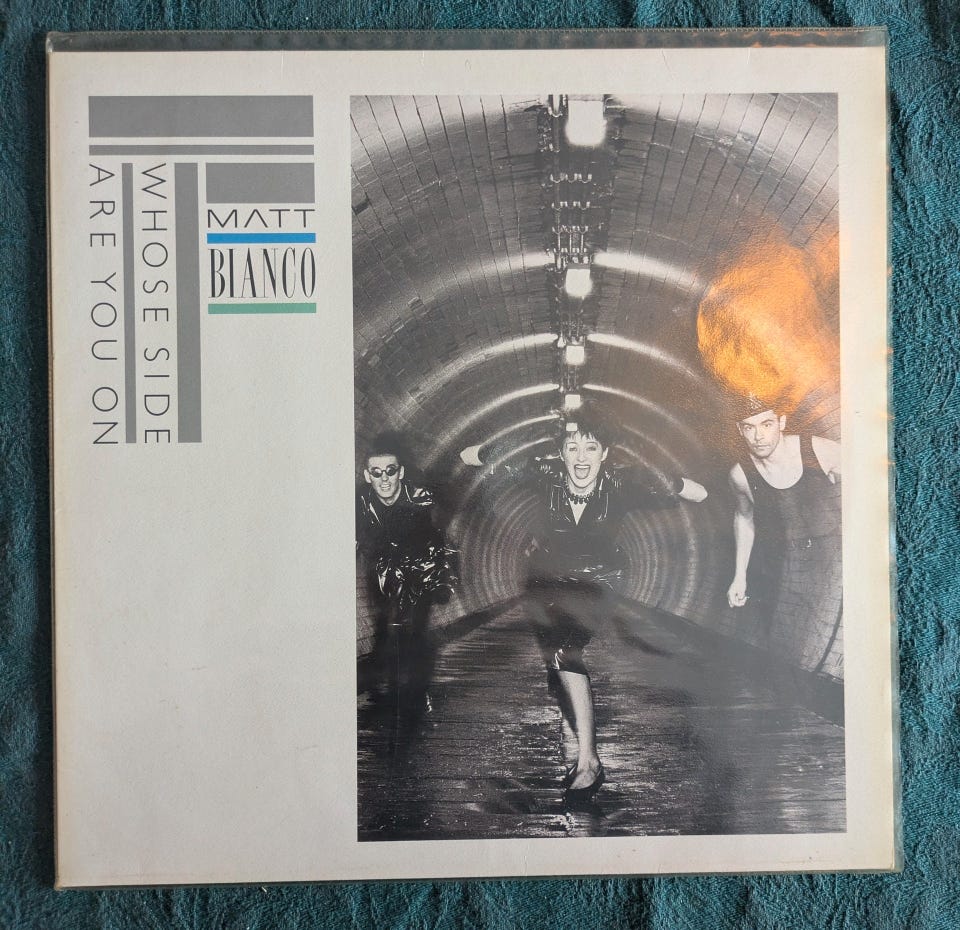 WHOSE SIDE
ARE YOU ON
MATT
BIANCO